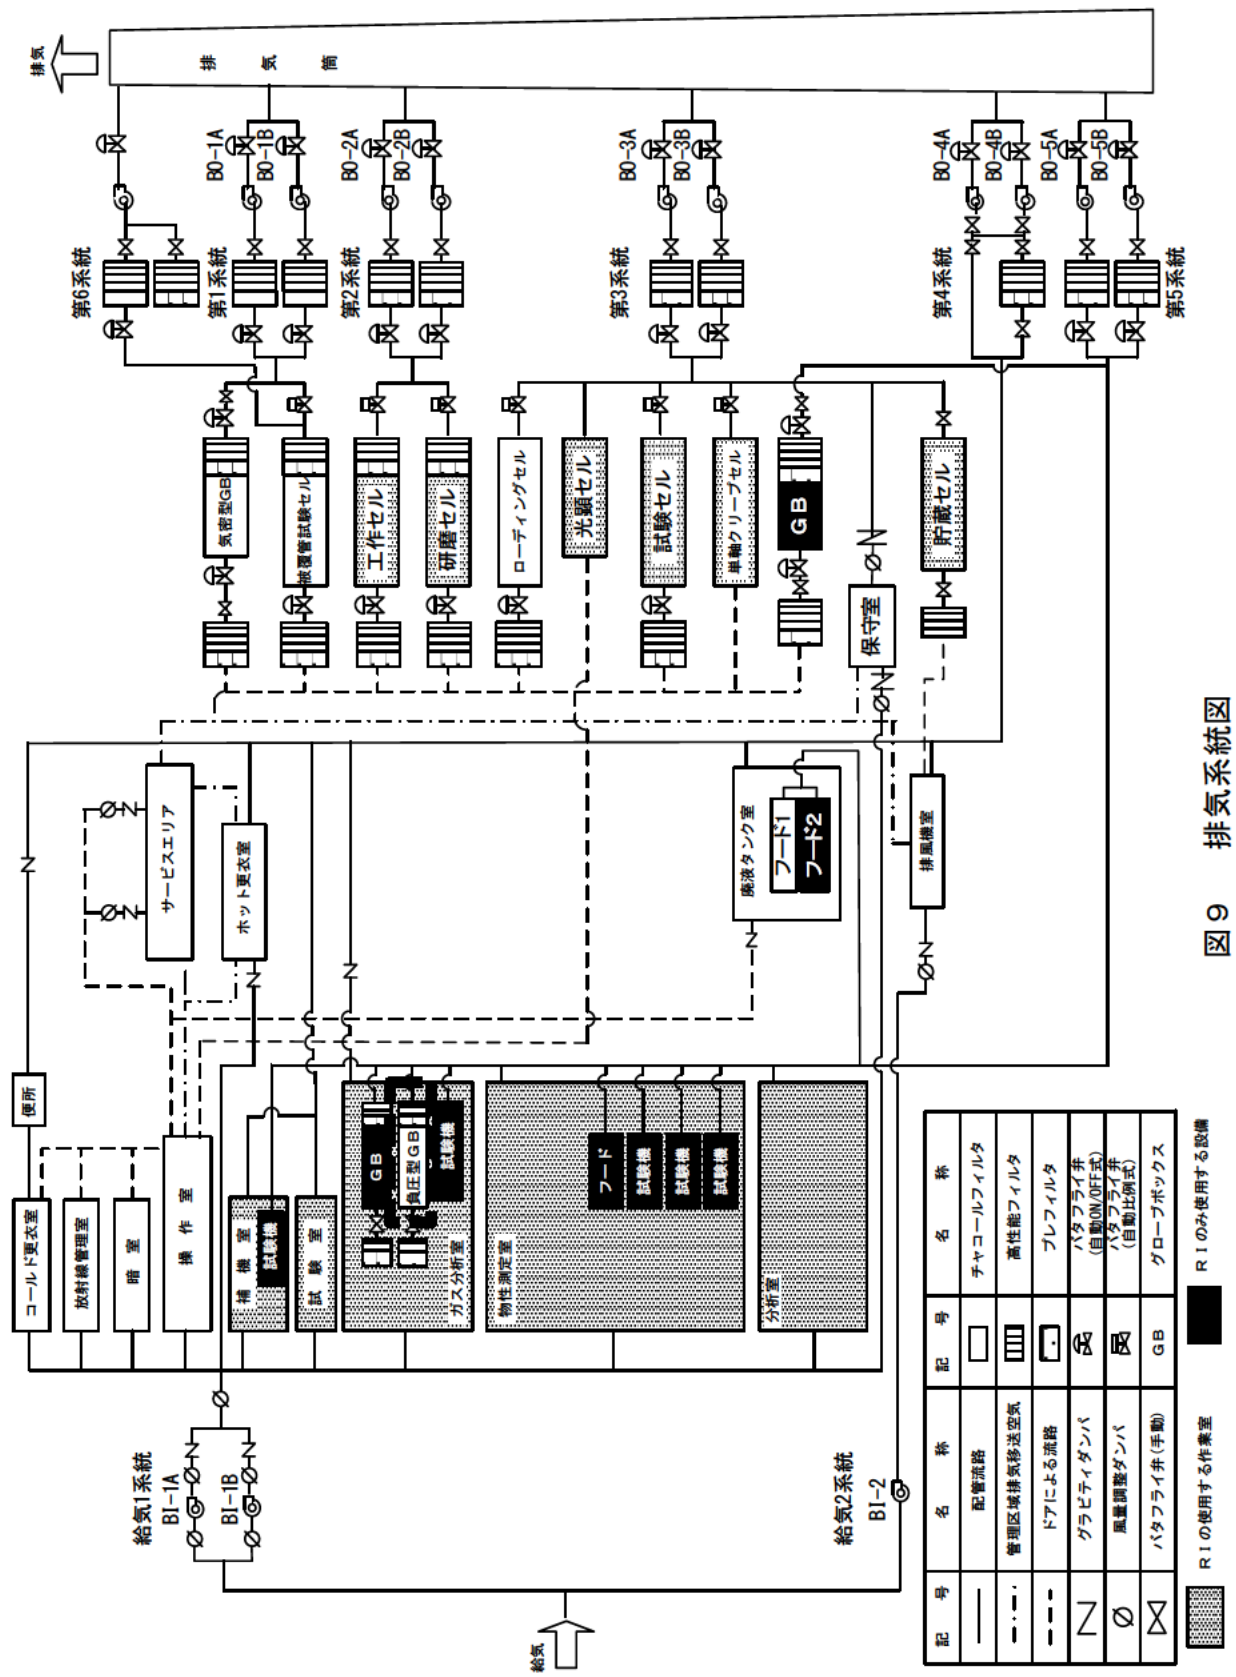 排気
排 気 筒
第6系統
第1系統
BO-1A
BO-1B
第2系統
BO-2A
BO-2B
第3系統
BO-3A
BO-3B
第4系統
BO-4A
BO-4B
BO-5A
BO-5B
第5系統
気密型GB
被覆管試験セル
工作セル
研磨セル
ローディングセル
光顕セル
試験セル
単軸クリープセル
GB
保守室
貯蔵セル
サービスエリア
ホット更衣室
廃液タンク室
フード1
フード2
排風機室
便所
コールド更衣室
放射線管理室
暗室
操作室
補機室
試験機
試験室
GB
負圧型GB
試験機
ガス分析室
フード
試験機
試験機
試験機
物性測定室
分析室
給気1系統
BI-1A
BI-1B
給気2系統
BI-2
給気
記 号 名 称 記 号 名 称
配管流路 チャコールフィルタ
管理区域排気移送空気 高性能フィルタ
ドアによる流路 プレフィルタ
グラビティダンパ バタフライ弁
(自動ON/OFF式)
風量調整ダンパ バタフライ弁
(自動比例式)
バタフライ弁(手動) GB グローブボックス
RIの使用する作業室 RIのみ使用する設備
図9 排気系統図